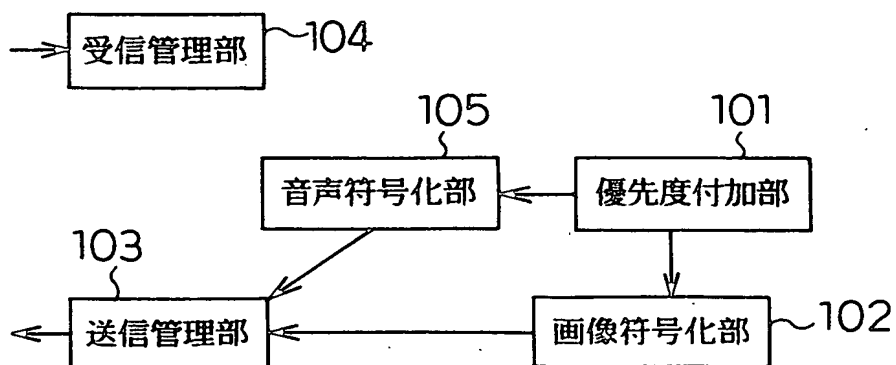 受信管理部 104
105
101
音声符号化部
優先度付加部
103
送信管理部
画像符号化部 102